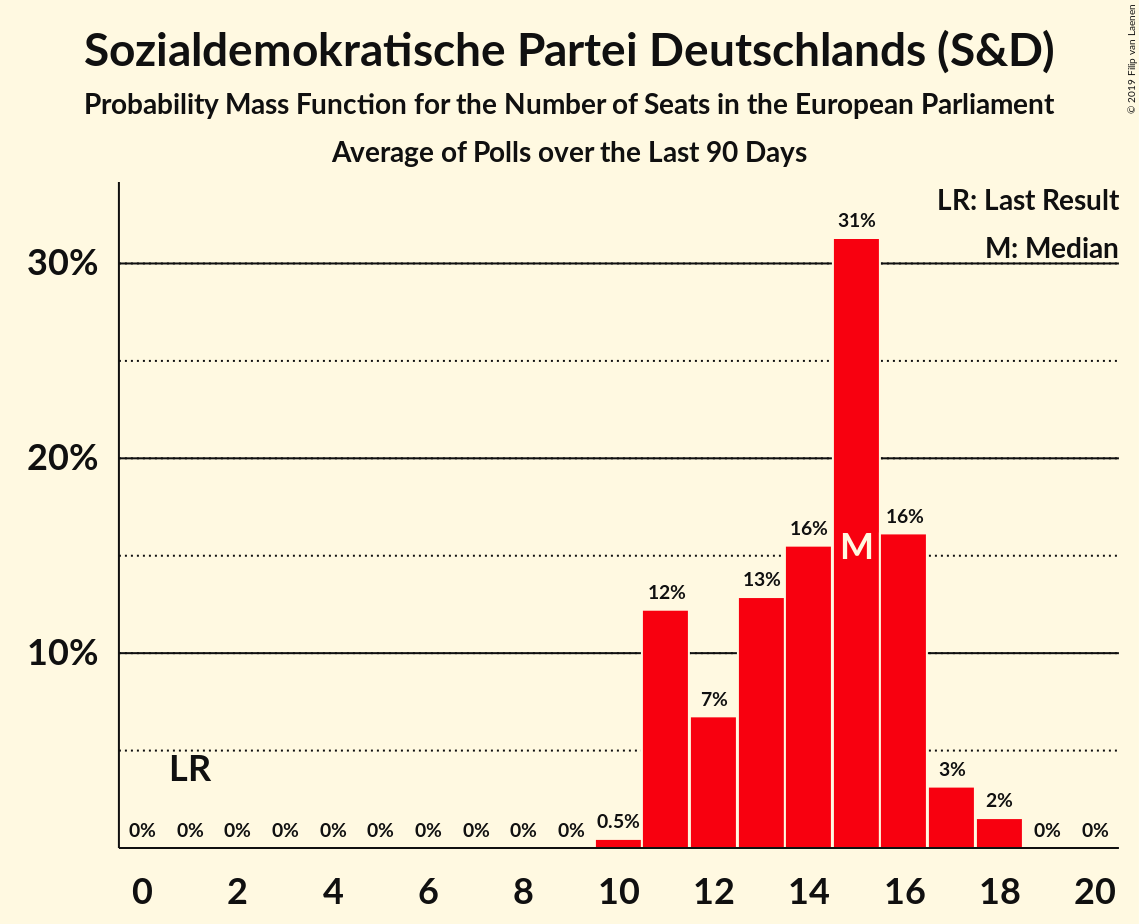 Sozialdemokratische Partei Deutschlands (S&D)
Probability Mass Function for the Number of Seats in the European Parliament
Average of Polls over the Last 90 Days
© 2019 Filip van Laenen
LR: Last Result
M: Median
30%
20%
10%
0% 0% 0% 0% 0% 0% 0% 0% 0% 0% 0.5% 12% 7% 13% 16% 31% 16% 3% 2% 0% 0%
LR
M
0 2 4 6 8 10 12 14 16 18 20